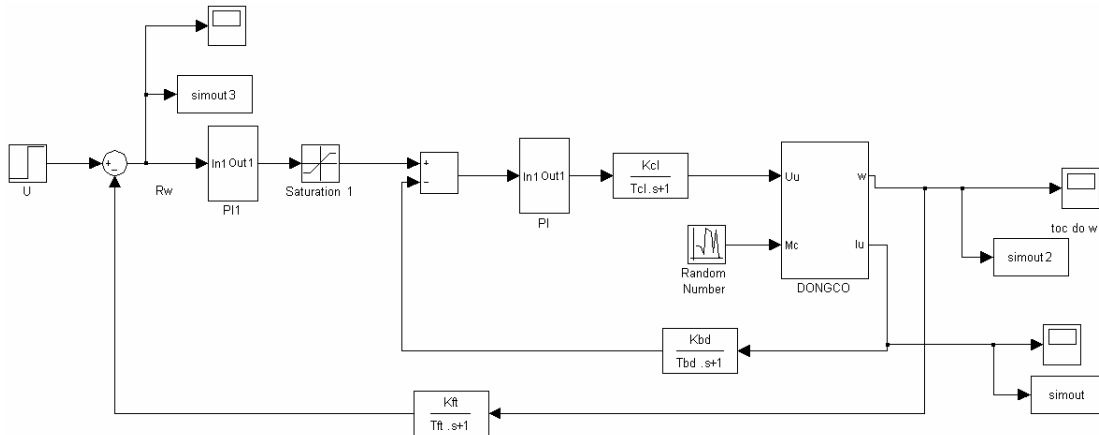 simout3
+
−
In1 Out1
U
Rw
PI1
Saturation 1
+
−
In1 Out1
PI
Kcl
Tcl.s+1
Uu
w
Mc
Iu
DONGCO
Random
Number
toc do w
simout2
Kbd
Tbd .s+1
simout
Kft
Tft .s+1